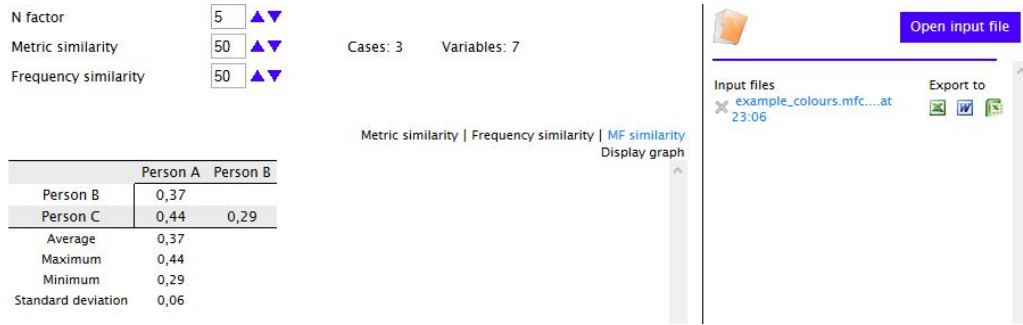 N factor 5
Metric similarity 50
Frequency similarity 50
Cases: 3 Variables: 7
Metric similarity | Frequency similarity | MF similarity
Display graph
Person A Person B
Person B 0,37
Person C 0,44 0,29
Average 0,37
Maximum 0,44
Minimum 0,29
Standard deviation 0,06
Open input file
Input files Export to
example_colours.mfc....at
23:06